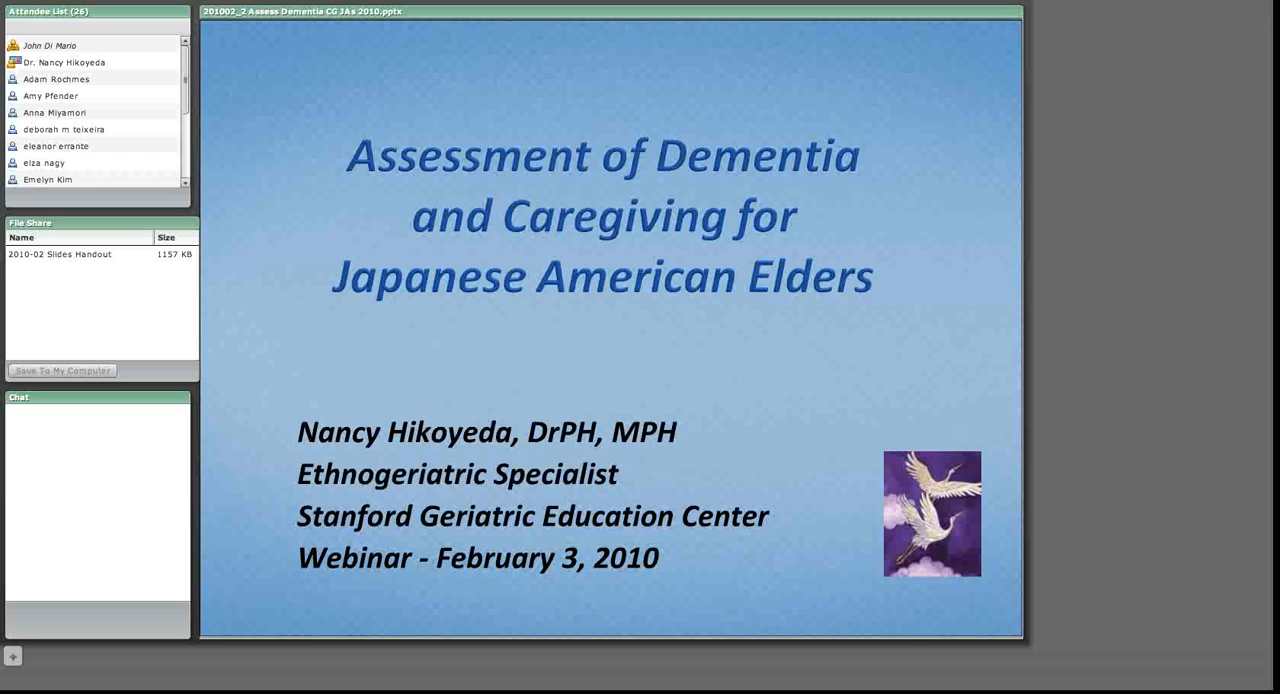 Attendee List (26)
John Di Mario
Dr. Nancy Hikoyeda
Adam Rochmes
Amy Pfender
Anna Miyamori
deborah m teixeira
eleanor errante
elza nagy
Emelyn Kim
File Share
Name Size
2010-02 Slides Handout 1157 KB
Save To My Computer
Chat
201002_2 Assess Dementia CG JAs 2010.pptx
Assessment of Dementia
and Caregiving for
Japanese American Elders
Nancy Hikoyeda, DrPH, MPH
Ethnogeriatric Specialist
Stanford Geriatric Education Center
Webinar - February 3, 2010